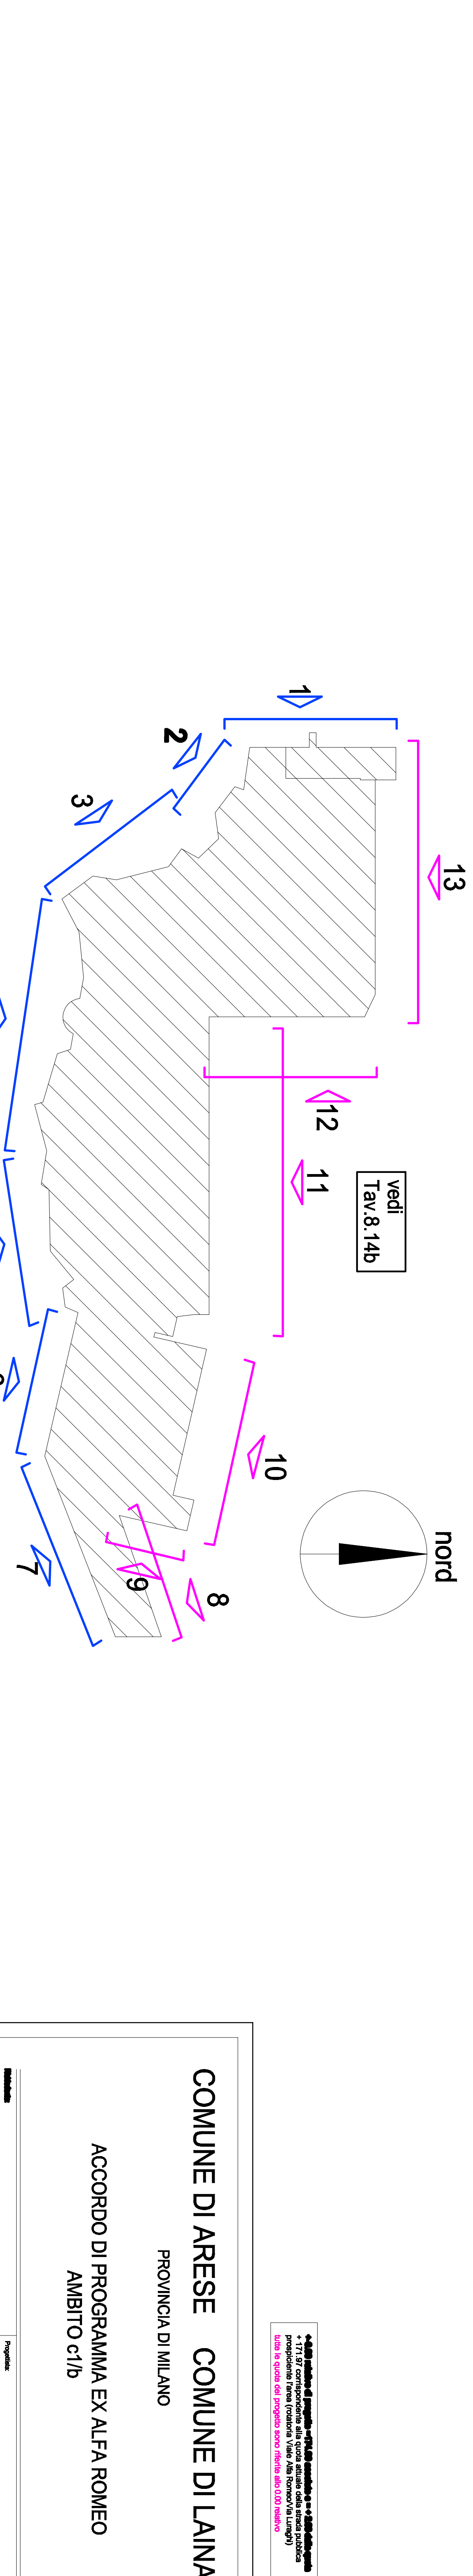 1
2
3
13
12
11
vedi
Tav.8.14b
10
nord
9
8
7
+ 171.97 corrispondente alla quota attuale della strada pubblica
prospiciente l'area (rotatoria Viale Alfa Romeo/Via Luraghi)
tutte le quote del progetto sono riferite allo 0.00 relativo
COMUNE DI ARESE COMUNE DI LAINA
PROVINCIA DI MILANO
ACCORDO DI PROGRAMMA EX ALFA ROMEO
AMBITO c1/b
Progettista: